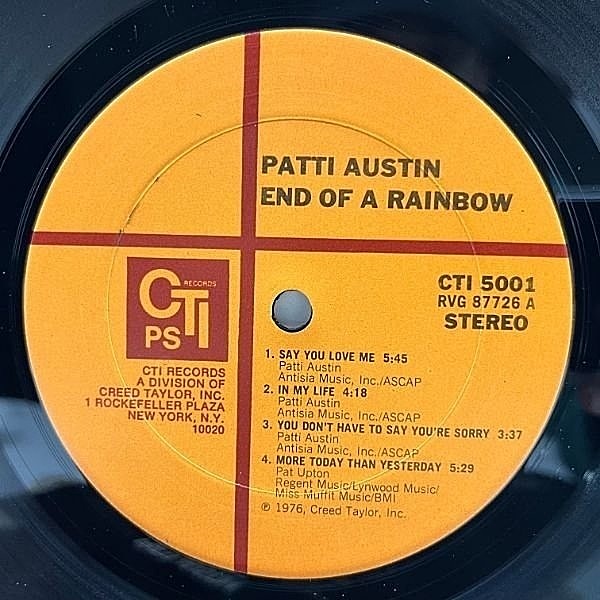 PATTI AUSTIN
END OF A RAINBOW
CTI RECORDS
PS
CTI RECORDS
A DIVISION OF
CREED TAYLOR, INC.
1 ROCKEFELLER PLAZA
NEW YORK, N.Y.
10020
CTI 5001
RVG 87726 A
STEREO
1. SAY YOU LOVE ME 5:45
Patti Austin
Antisia Music, Inc./ASCAP
2. IN MY LIFE 4:18
Patti Austin
Antisia Music, Inc./ASCAP
3. YOU DON'T HAVE TO SAY YOU'RE SORRY 3:37
Patti Austin
Antisia Music, Inc./ASCAP
4. MORE TODAY THAN YESTERDAY 5:29
Pat Upton
Regent Music/Lynwood Music/
Miss Muffit Music/BMI
℗ 1976, Creed Taylor, Inc.